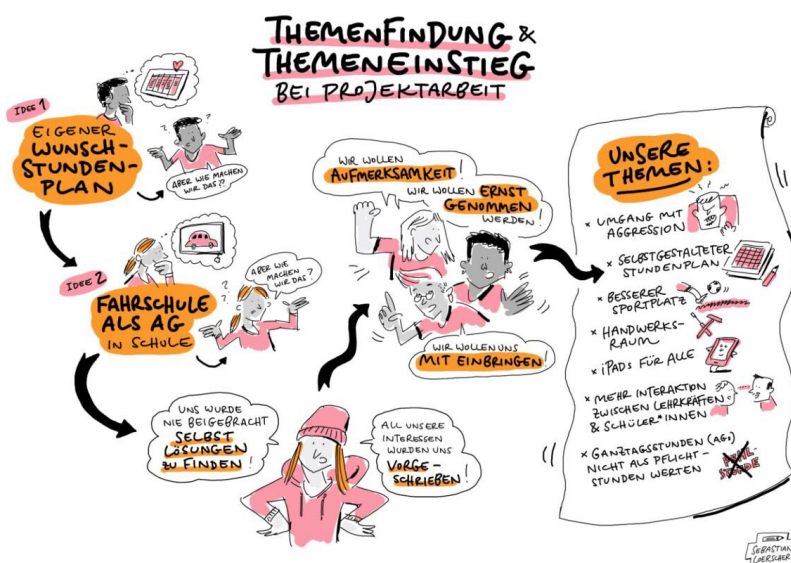 THEMENFINDUNG &
THEMENEINSTIEG
BEI PROJEKTARBEIT
IDEE 1
EIGENER
WUNSCH-
STUNDEN-
PLAN
ABER WIE MACHEN
WIR DAS??
IDEE 2
FAHRSCHULE
ALS AG
IN SCHULE
ABER WIE
MACHEN
WIR DAS?
UNS WURDE
NIE BEIGEBRACHT
SELBST
LÖSUNGEN
ZU FINDEN!
ALL UNSERE
INTERESSEN
WURDEN UNS
VORGE-
SCHRIEBEN!
WIR WOLLEN
AUFMERKSAMKEIT!
WIR WOLLEN ERNST
GENOMMEN
WERDEN!
WIR WOLLEN UNS
MIT EINBRINGEN!
UNSERE
THEMEN:
× UMGANG MIT
AGGRESSION
× SELBSTGESTALTETER
STUNDENPLAN
× BESSERER
SPORTPLATZ
× HANDWERKS-
RAUM
× iPADS FÜR ALLE
× MEHR INTERAKTION
ZWISCHEN LEHRKRÄFTEN
& SCHÜLER*INNEN
× GANZTAGSSTUNDEN (AGs)
NICHT ALS PFLICHT-
STUNDEN WERTEN
FEHL-
STUNDE
SEBASTIAN
LOERSCHER